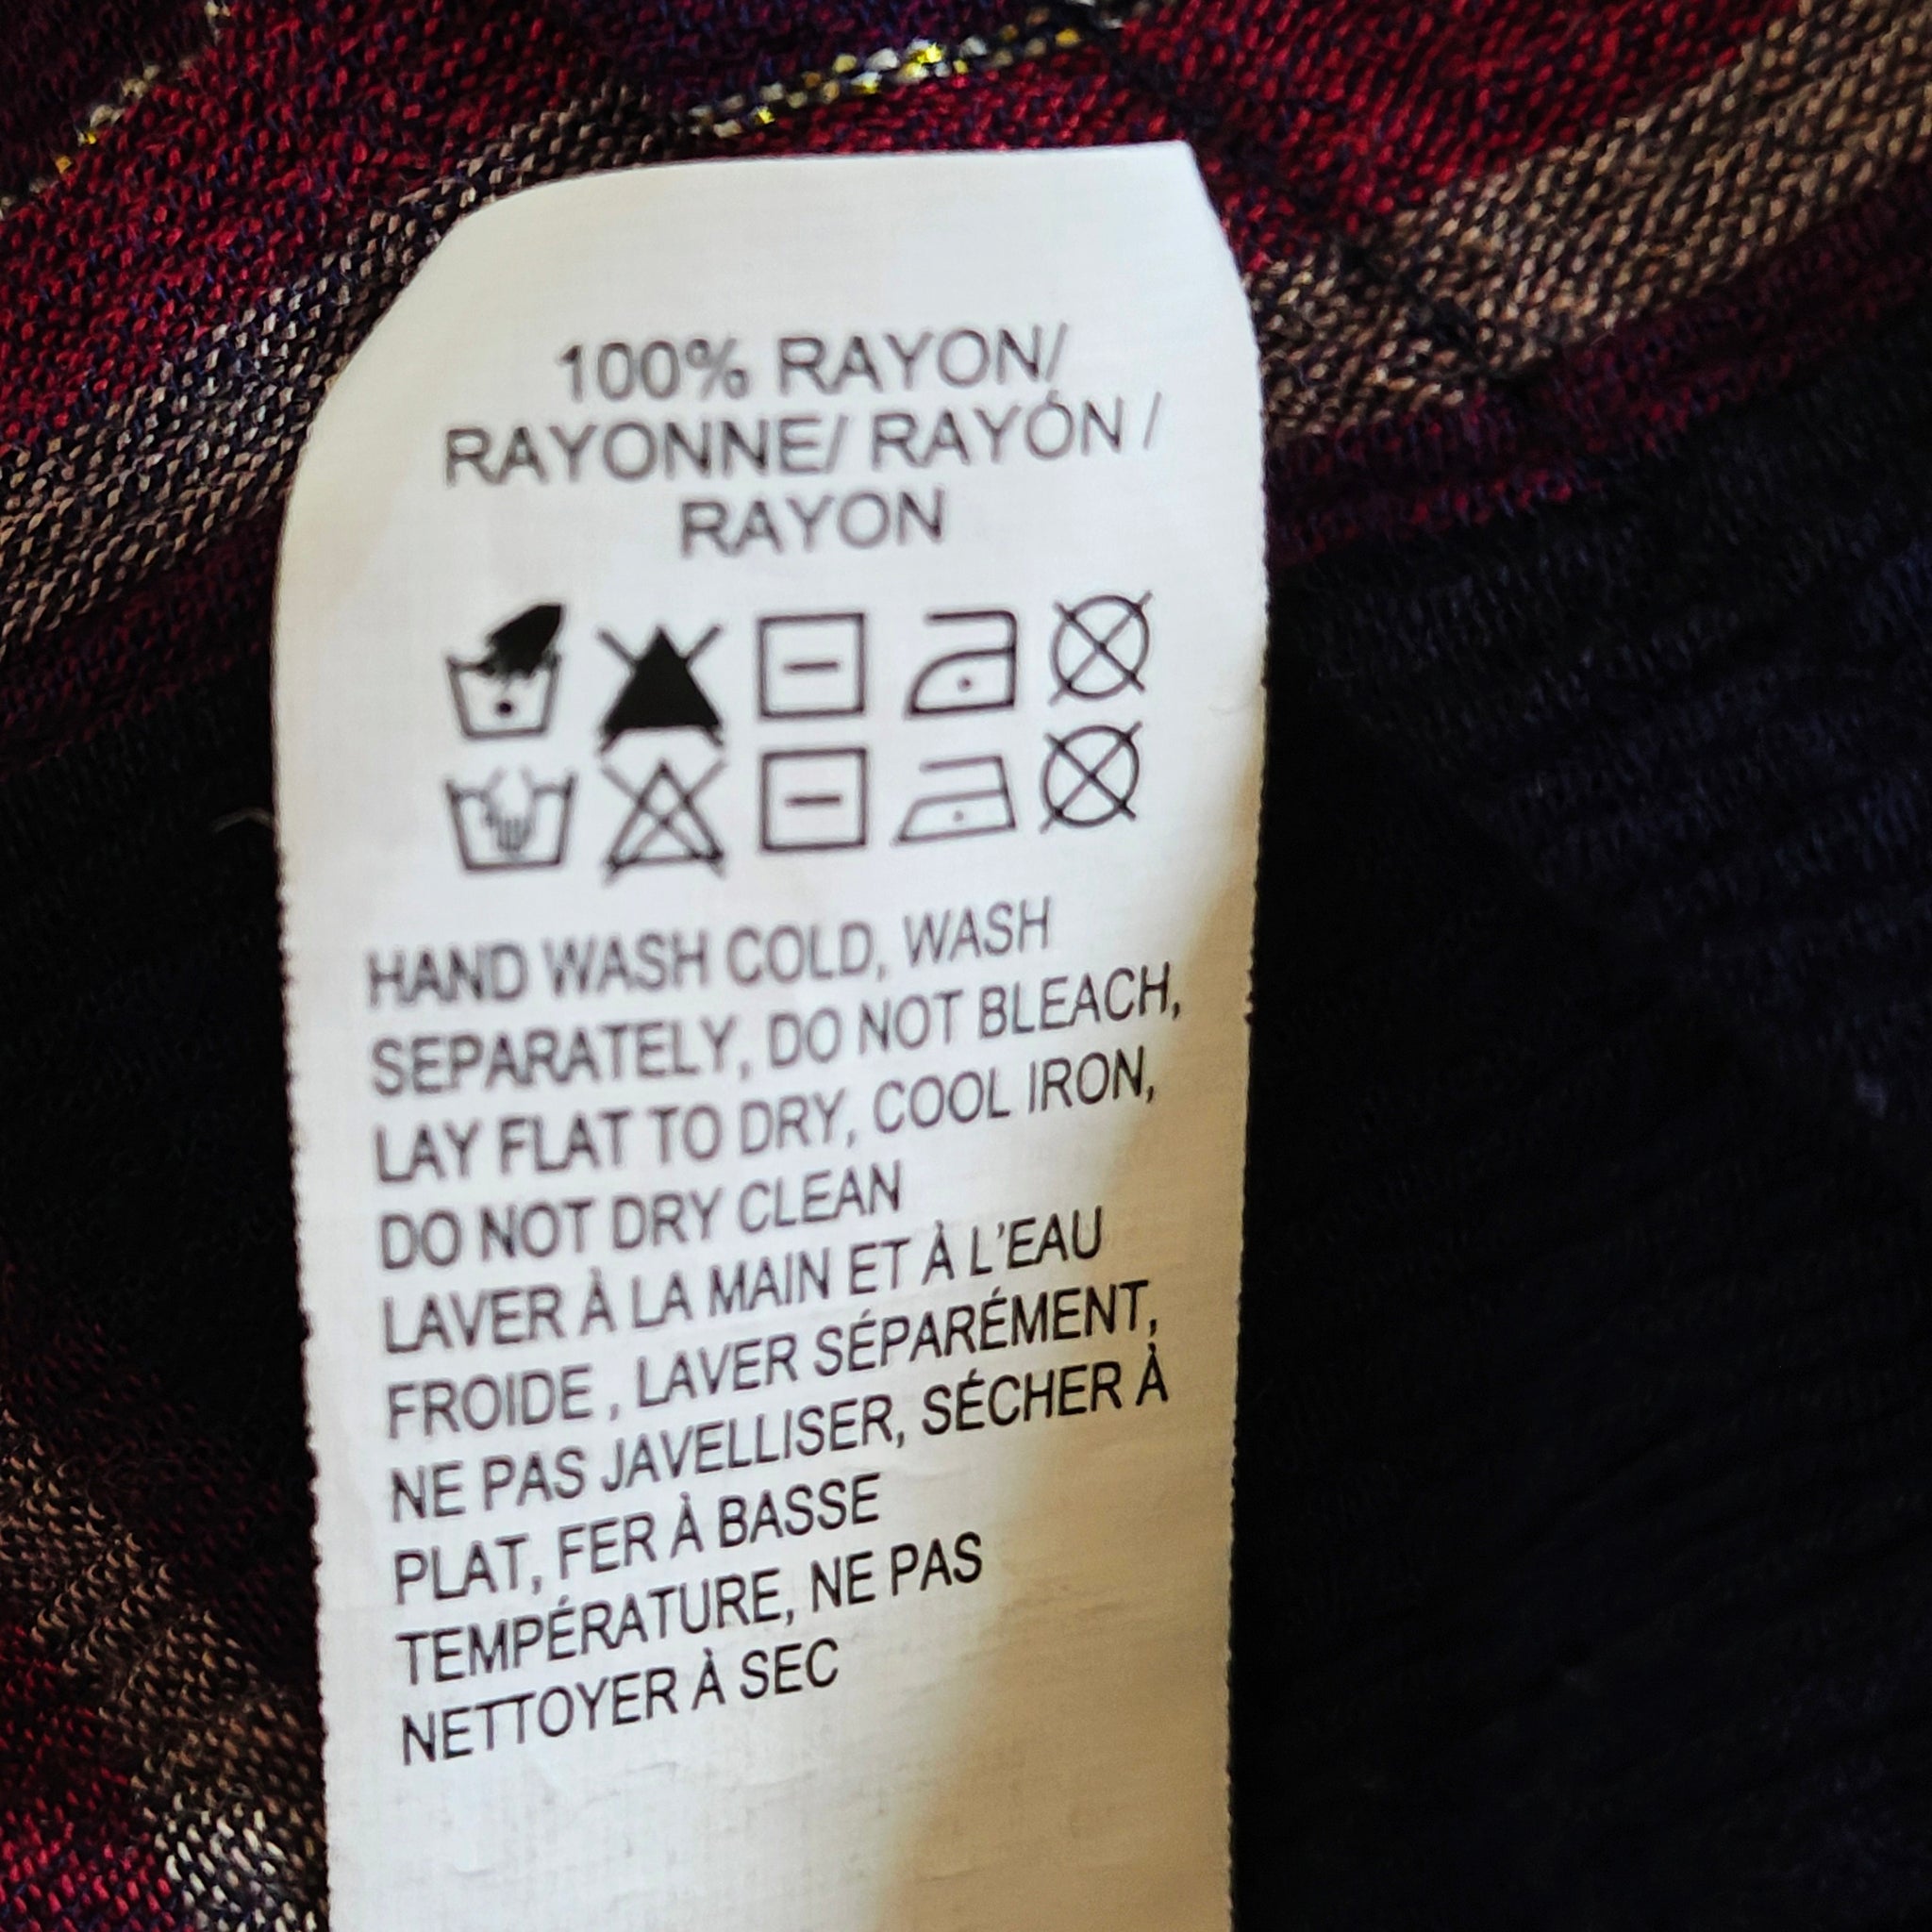 100% RAYON/
RAYONNE/ RAYÓN /
RAYON
HAND WASH COLD, WASH
SEPARATELY, DO NOT BLEACH,
LAY FLAT TO DRY, COOL IRON,
DO NOT DRY CLEAN
LAVER À LA MAIN ET À L'EAU
FROIDE , LAVER SÉPARÉMENT,
NE PAS JAVELLISER, SÉCHER À
PLAT, FER À BASSE
TEMPÉRATURE, NE PAS
NETTOYER À SEC